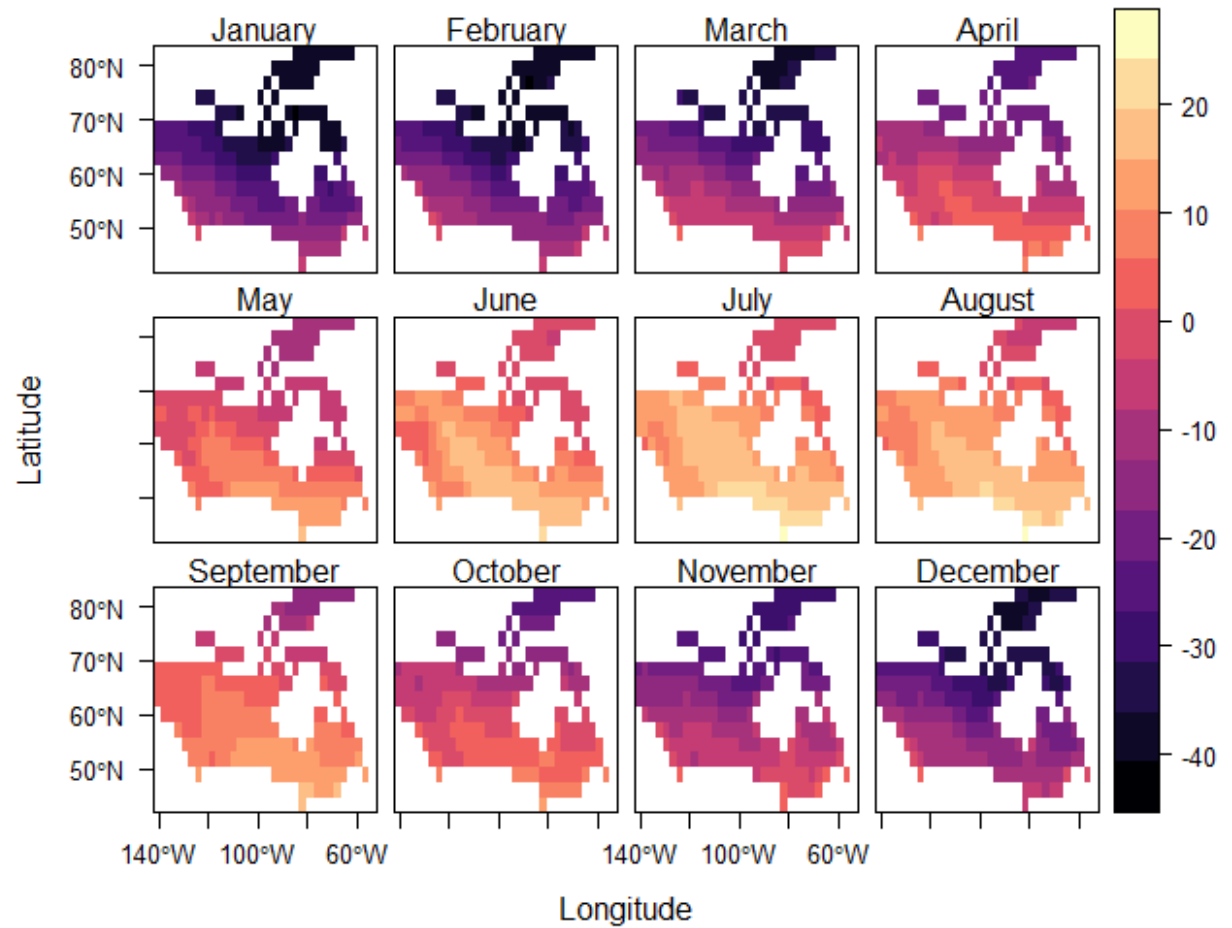 January February March April
80°N
70°N
60°N
50°N
20
10
0
-10
-20
-30
-40
May June July August
Latitude
September October November December
80°N
70°N
60°N
50°N
140°W 100°W 60°W 140°W 100°W 60°W
Longitude